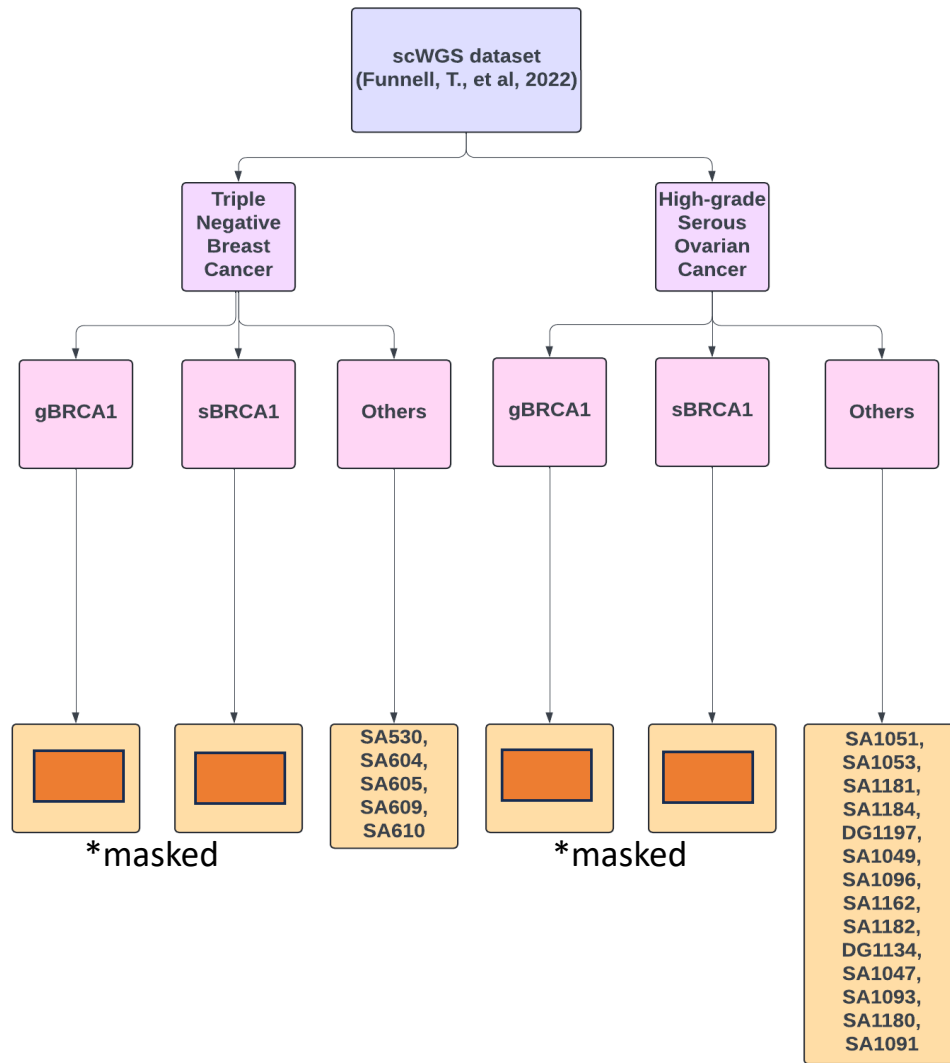 scWGS dataset
(Funnell, T., et al, 2022)
Triple
Negative
Breast
Cancer
High-grade
Serous
Ovarian
Cancer
gBRCA1
sBRCA1
Others
gBRCA1
sBRCA1
Others
SA530,
SA604,
SA605,
SA609,
SA610
SA1051,
SA1053,
SA1181,
SA1184,
DG1197,
SA1049,
SA1096,
SA1162,
SA1182,
DG1134,
SA1047,
SA1093,
SA1180,
SA1091
*masked
*masked